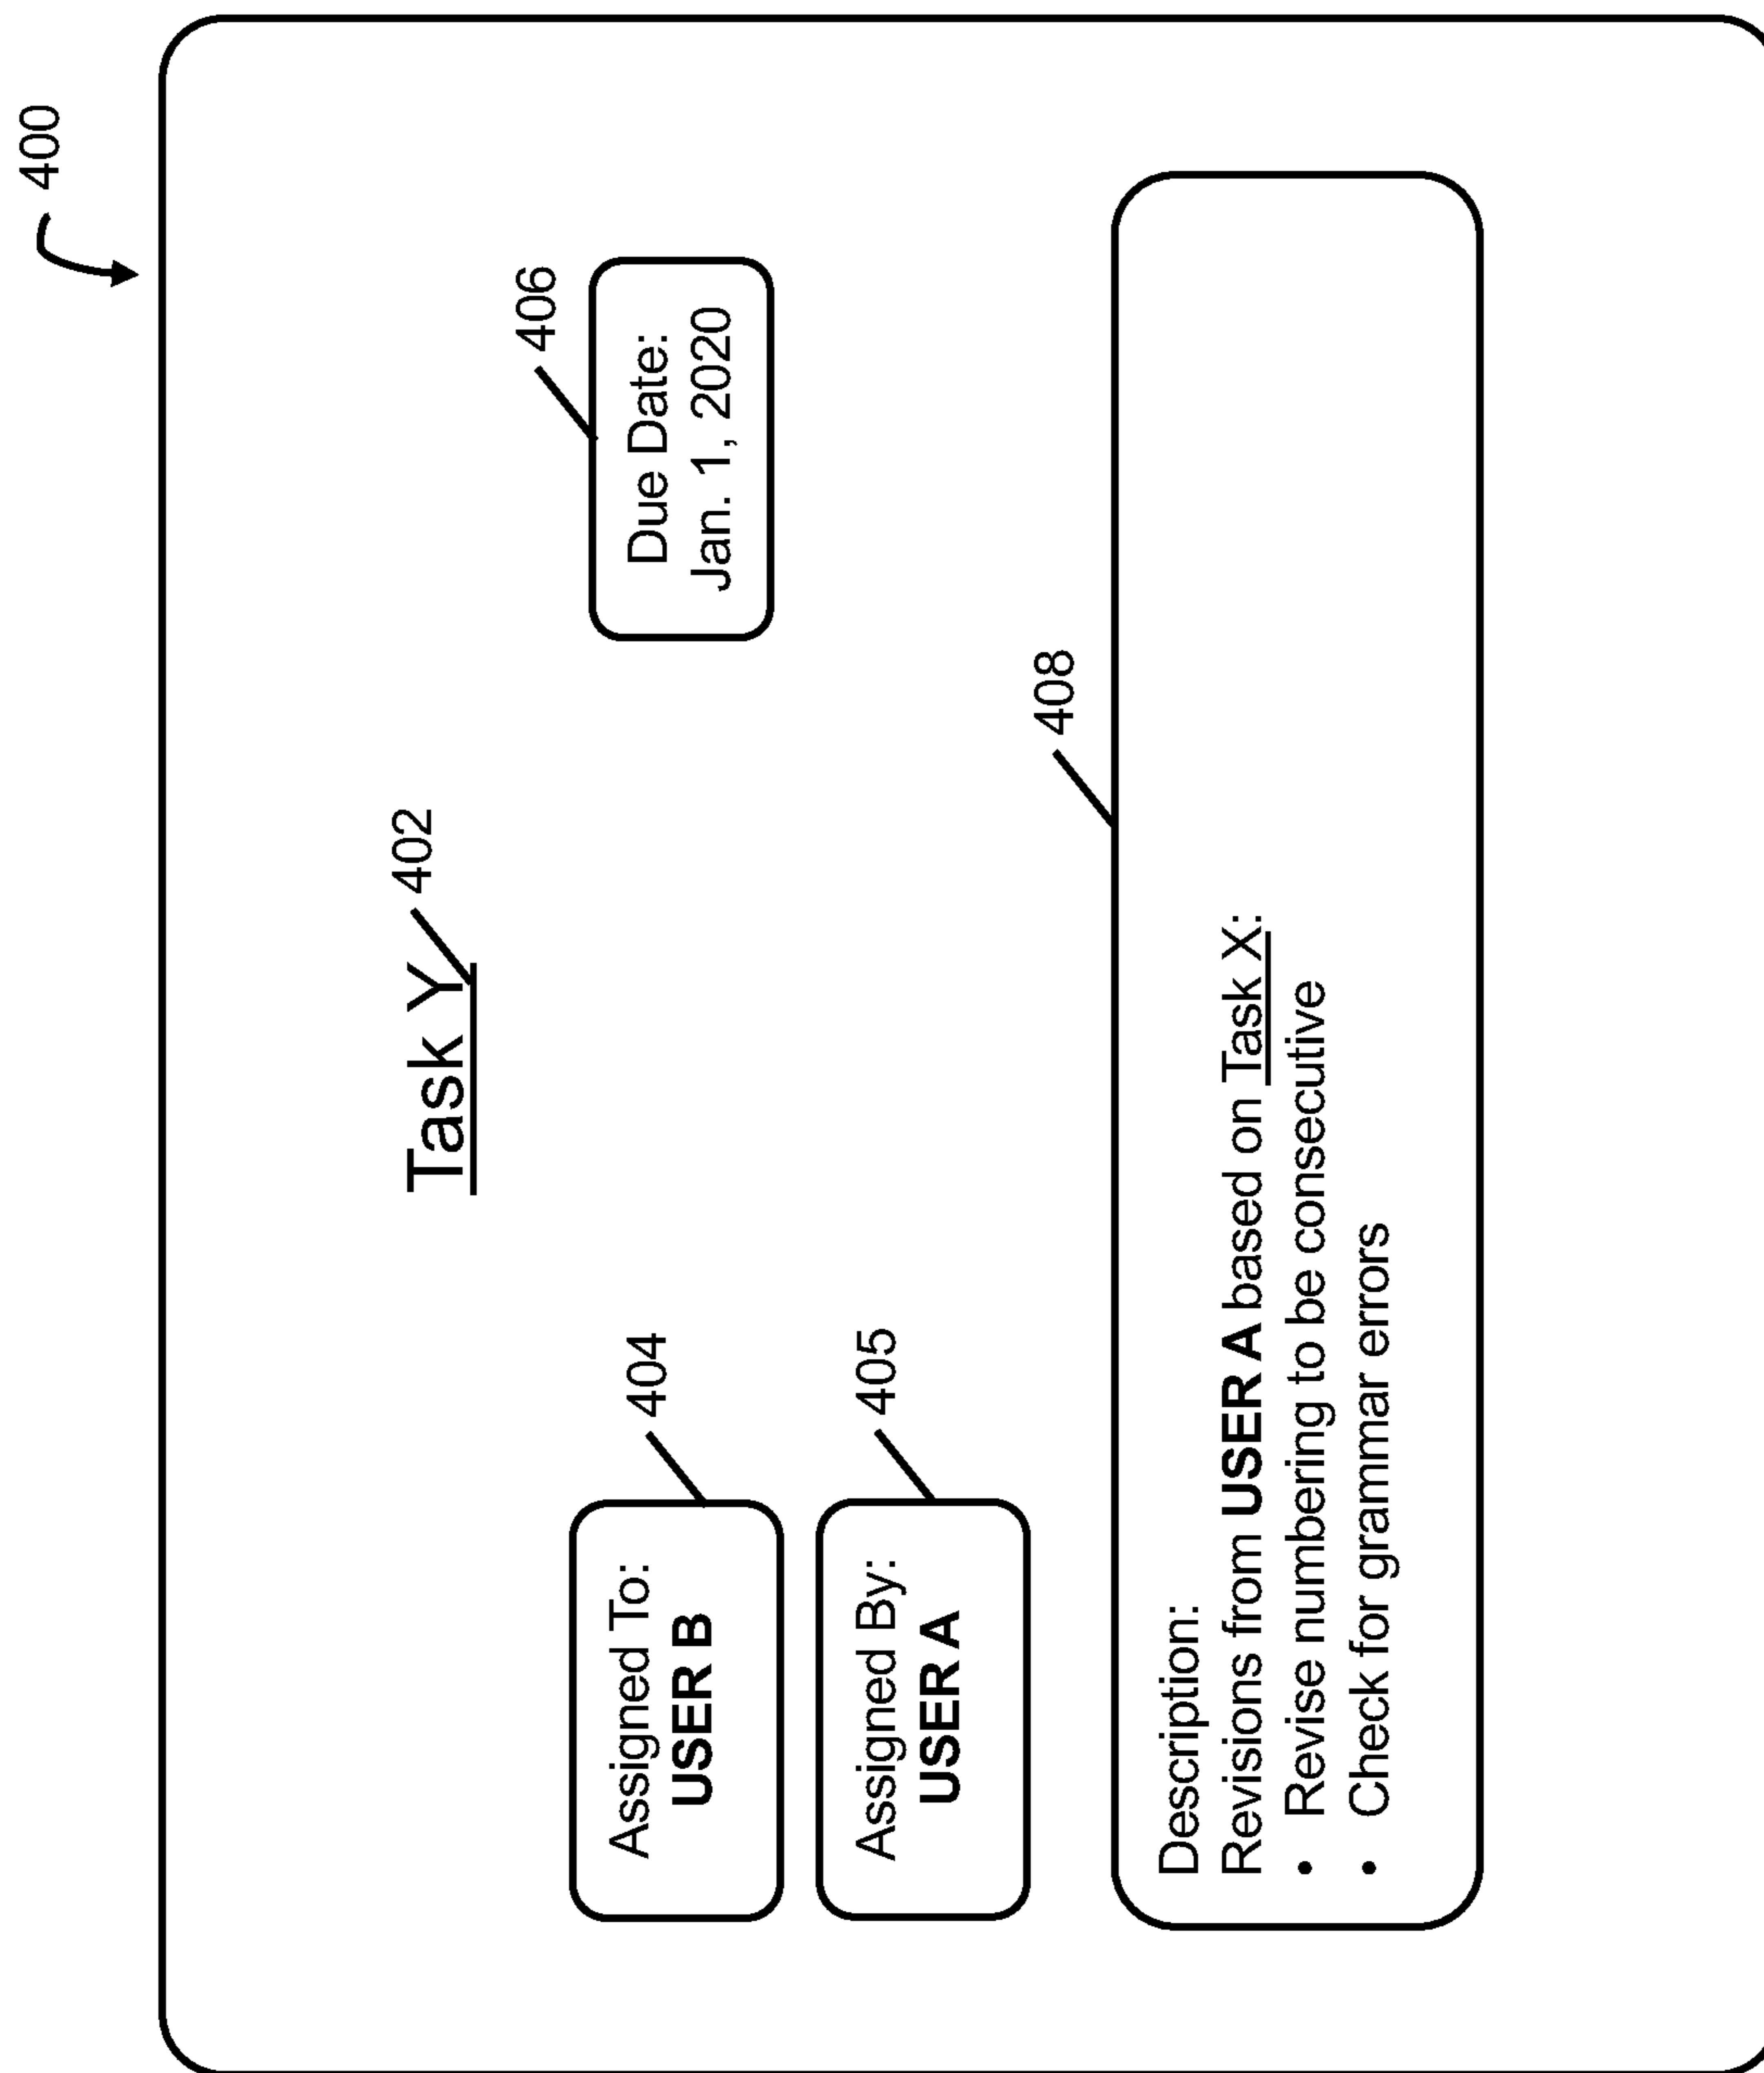 400
Task Y
402
Assigned To:
USER B
404
406
Due Date:
Jan. 1, 2020
Assigned By:
USER A
405
408
Description:
Revisions from USER A based on Task X:
• Revise numbering to be consecutive
• Check for grammar errors